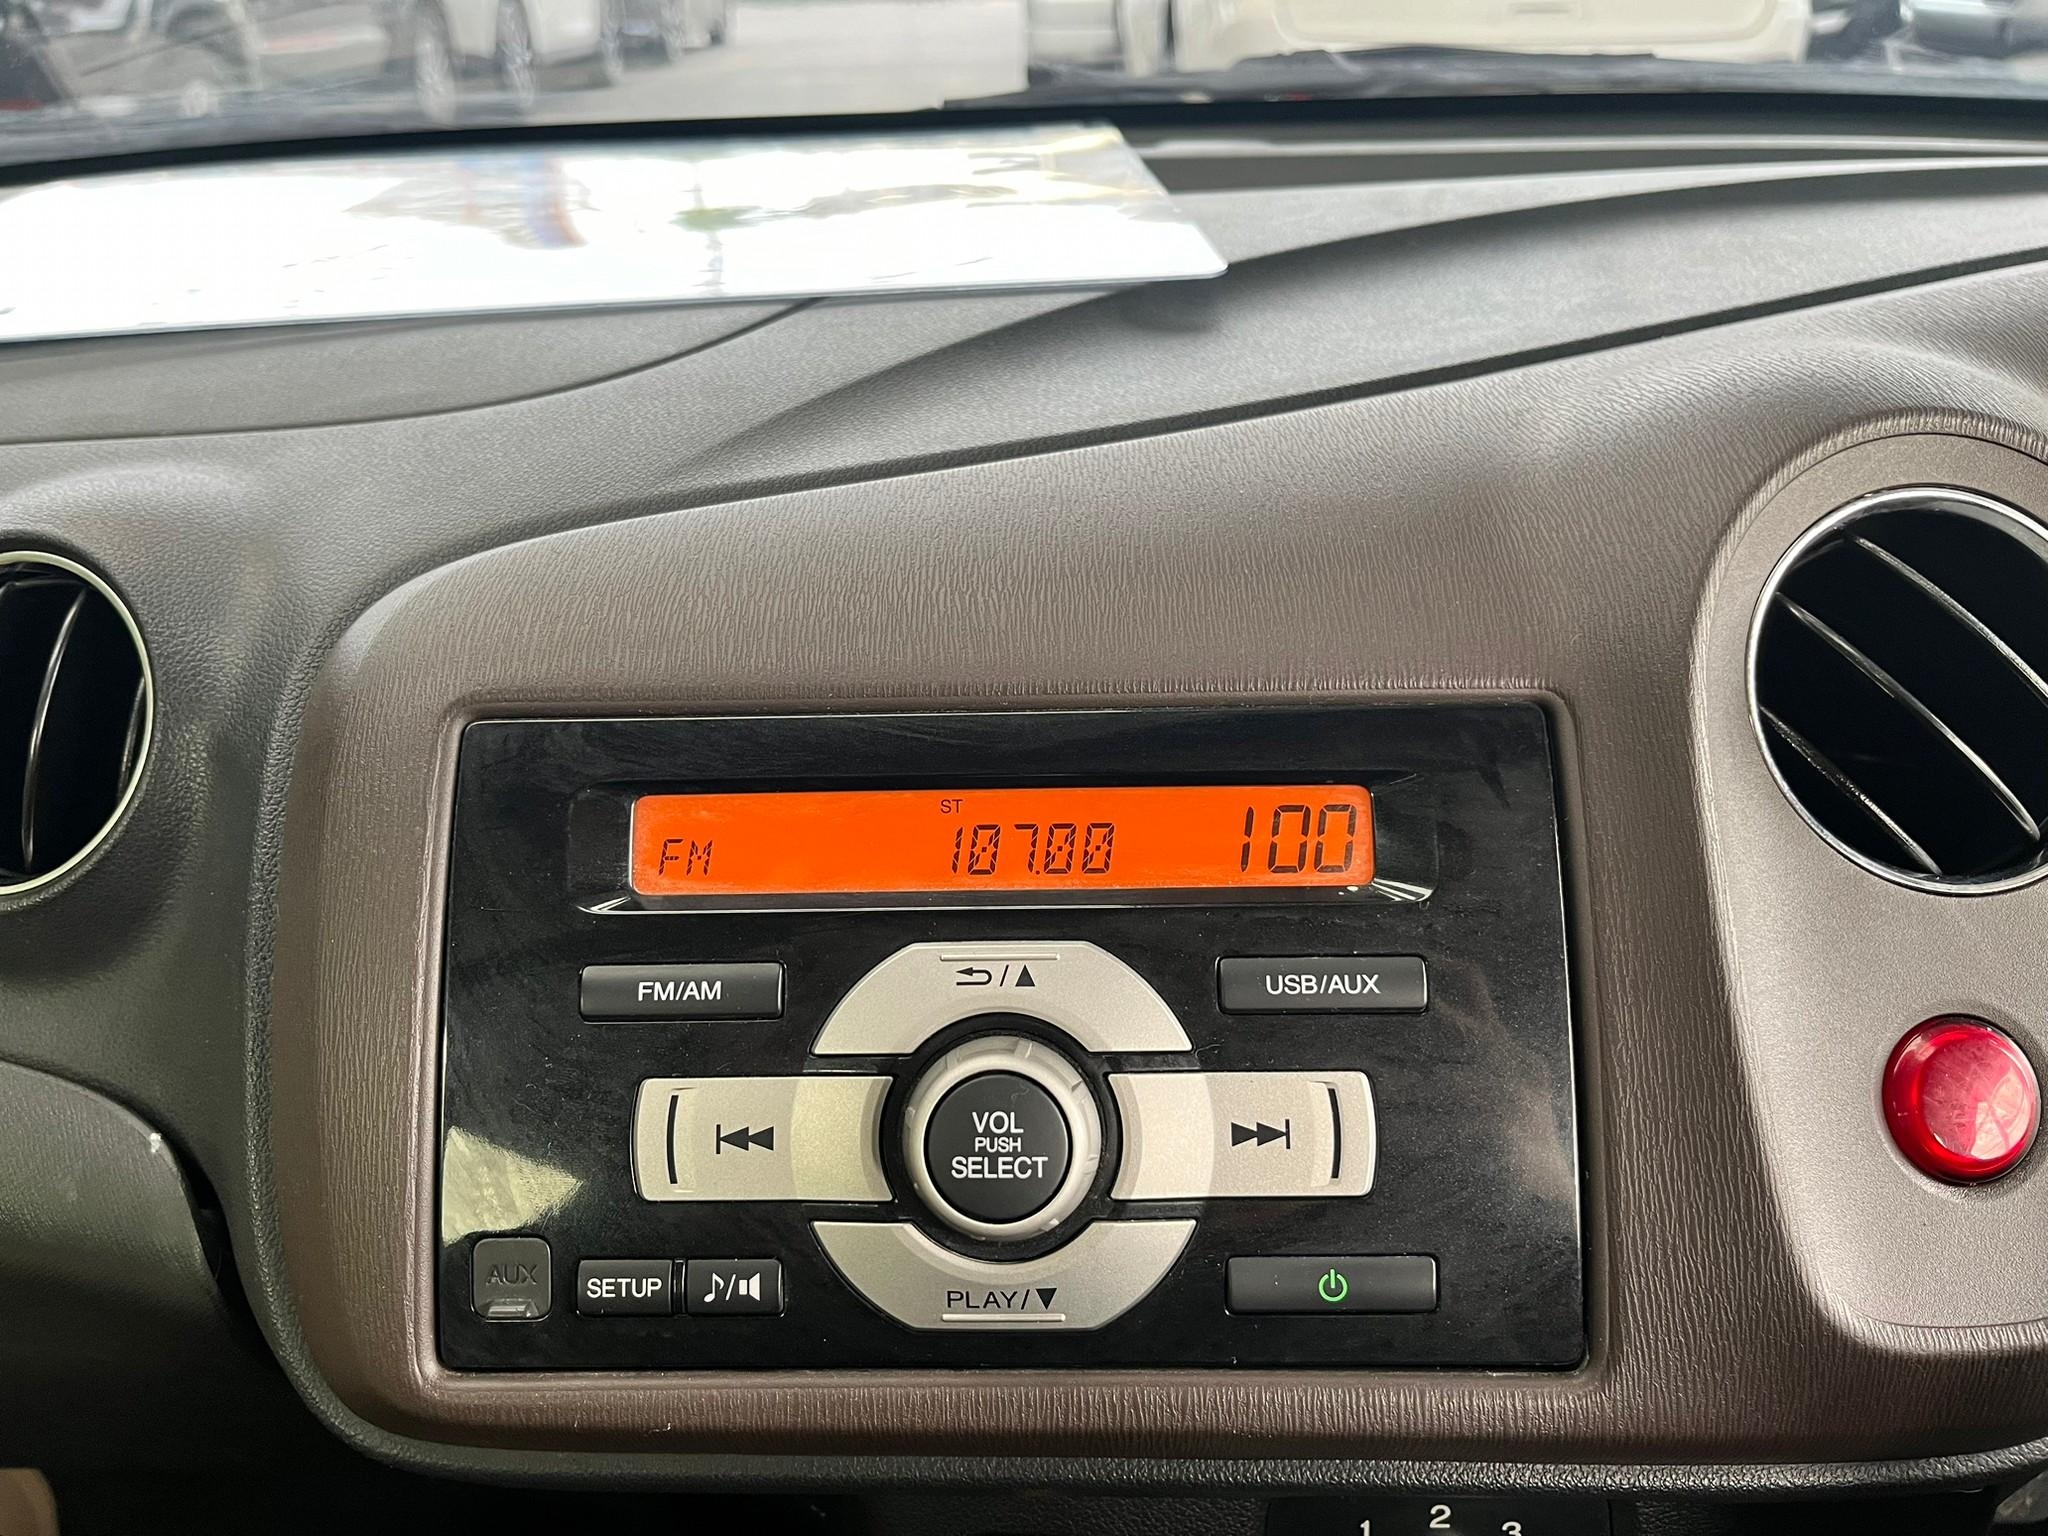 ST
FM 107.00 100
FM/AM
USB/AUX
VOL
PUSH
SELECT
AUX
SETUP
PLAY/▼
1 2 3